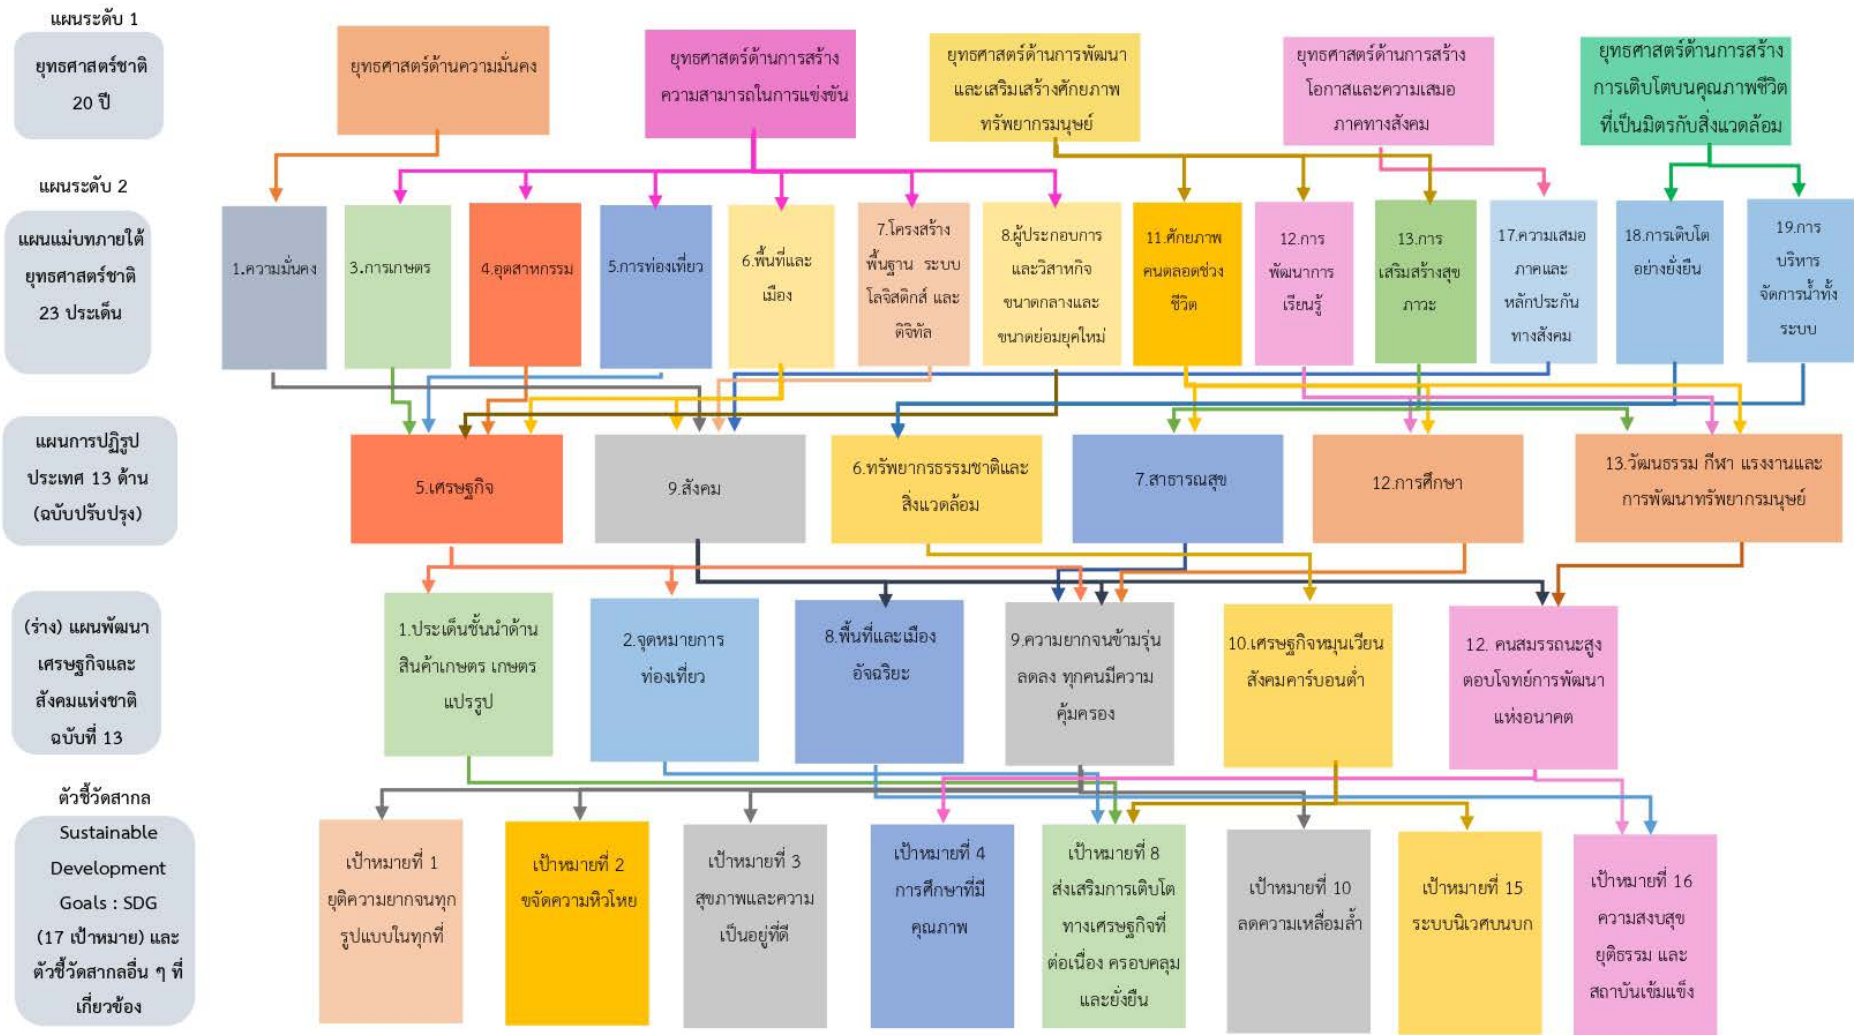 แผนระดับ 1
ยุทธศาสตร์ชาติ
20 ปี
ยุทธศาสตร์ด้านความมั่นคง
ยุทธศาสตร์ด้านการสร้าง
ความสามารถในการแข่งขัน
ยุทธศาสตร์ด้านการพัฒนา
และเสริมเสร้างศักยภาพ
ทรัพยากรมนุษย์
ยุทธศาสตร์ด้านการสร้าง
โอกาสและความเสมอ
ภาคทางสังคม
ยุทธศาสตร์ด้านการสร้าง
การเติบโตบนคุณภาพชีวิต
ที่เป็นมิตรกับสิ่งแวดล้อม
แผนระดับ 2
แผนแม่บทภายใต้
ยุทธศาสตร์ชาติ
23 ประเด็น
1.ความมั่นคง
3.การเกษตร
4.อุตสาหกรรม
5.การท่องเที่ยว
6.พื้นที่และ
เมือง
7.โครงสร้าง
พื้นฐาน ระบบ
โลจิสติกส์ และ
ดิจิทัล
8.ผู้ประกอบการ
และวิสาหกิจ
ขนาดกลางและ
ขนาดย่อมยุคใหม่
11.ศักยภาพ
คนตลอดช่วง
ชีวิต
12.การ
พัฒนาการ
เรียนรู้
13.การ
เสริมสร้างสุข
ภาวะ
17.ความเสมอ
ภาคและ
หลักประกัน
ทางสังคม
18.การเติบโต
อย่างยั่งยืน
19.การ
บริหาร
จัดการน้ำทั้ง
ระบบ
แผนการปฏิรูป
ประเทศ 13 ด้าน
(ฉบับปรับปรุง)
5.เศรษฐกิจ
9.สังคม
6.ทรัพยากรธรรมชาติและ
สิ่งแวดล้อม
7.สาธารณสุข
12.การศึกษา
13.วัฒนธรรม กีฬา แรงงานและ
การพัฒนาทรัพยากรมนุษย์
(ร่าง) แผนพัฒนา
เศรษฐกิจและ
สังคมแห่งชาติ
ฉบับที่ 13
1.ประเด็นชั้นนำด้าน
สินค้าเกษตร เกษตร
แปรรูป
2.จุดหมายการ
ท่องเที่ยว
8.พื้นที่และเมือง
อัจฉริยะ
9.ความยากจนข้ามรุ่น
ลดลง ทุกคนมีความ
คุ้มครอง
10.เศรษฐกิจหมุนเวียน
สังคมคาร์บอนต่ำ
12. คนสมรรถนะสูง
ตอบโจทย์การพัฒนา
แห่งอนาคต
ตัวชี้วัดสากล
Sustainable
Development
Goals : SDG
(17 เป้าหมาย) และ
ตัวชี้วัดสากลอื่น ๆ ที่
เกี่ยวข้อง
เป้าหมายที่ 1
ยุติความยากจนทุก
รูปแบบในทุกที่
เป้าหมายที่ 2
ขจัดความหิวโหย
เป้าหมายที่ 3
สุขภาพและความ
เป็นอยู่ที่ดี
เป้าหมายที่ 4
การศึกษาที่มี
คุณภาพ
เป้าหมายที่ 8
ส่งเสริมการเติบโต
ทางเศรษฐกิจที่
ต่อเนื่อง ครอบคลุม
และยั่งยืน
เป้าหมายที่ 10
ลดความเหลื่อมล้ำ
เป้าหมายที่ 15
ระบบนิเวศบนบก
เป้าหมายที่ 16
ความสงบสุข
ยุติธรรม และ
สถาบันเข้มแข็ง